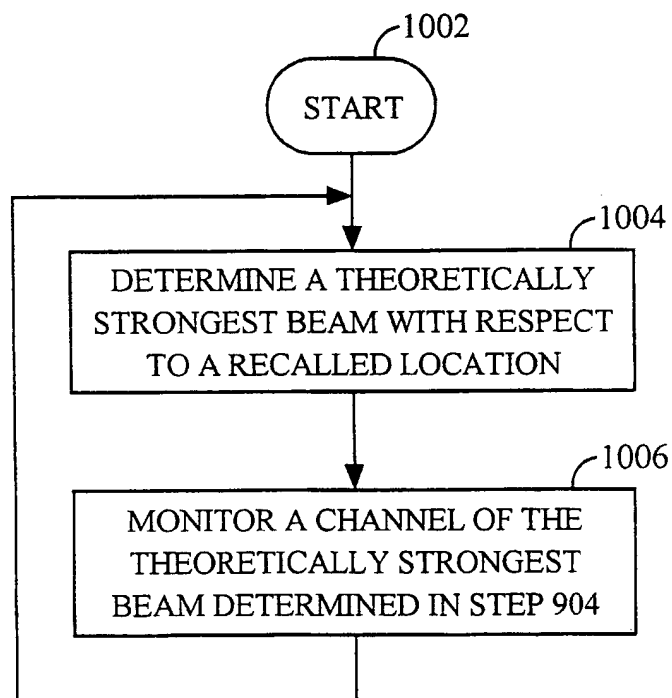 1002
START
1004
DETERMINE A THEORETICALLY
STRONGEST BEAM WITH RESPECT
TO A RECALLED LOCATION
1006
MONITOR A CHANNEL OF THE
THEORETICALLY STRONGEST
BEAM DETERMINED IN STEP 904